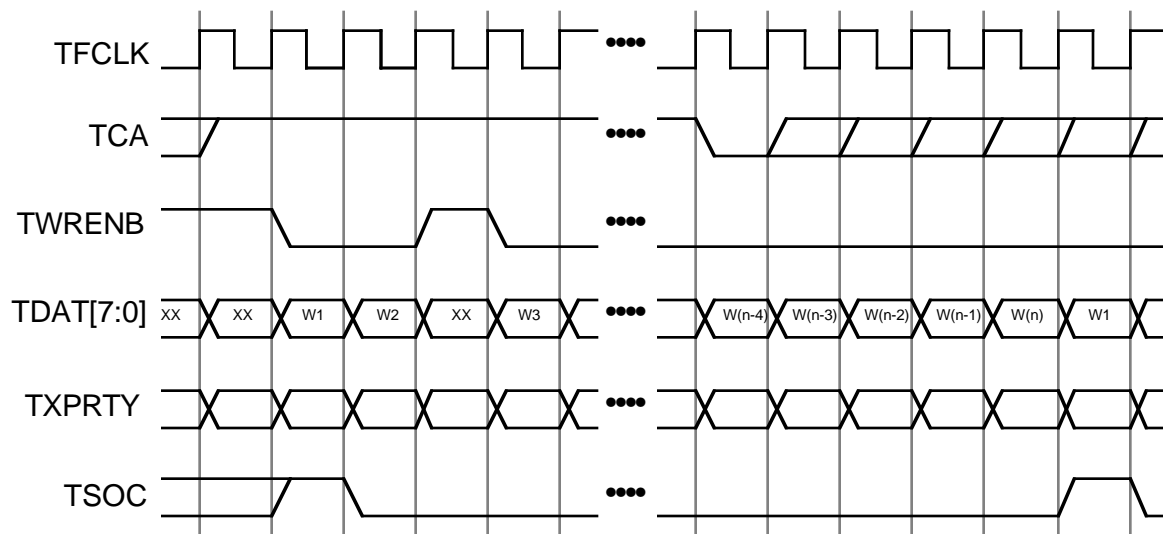 TFCLK
TCA
TWRENB
TDAT[7:0] XX XX W1 W2 XX W3 W(n-4) W(n-3) W(n-2) W(n-1) W(n) W1
TXPRTY
TSOC